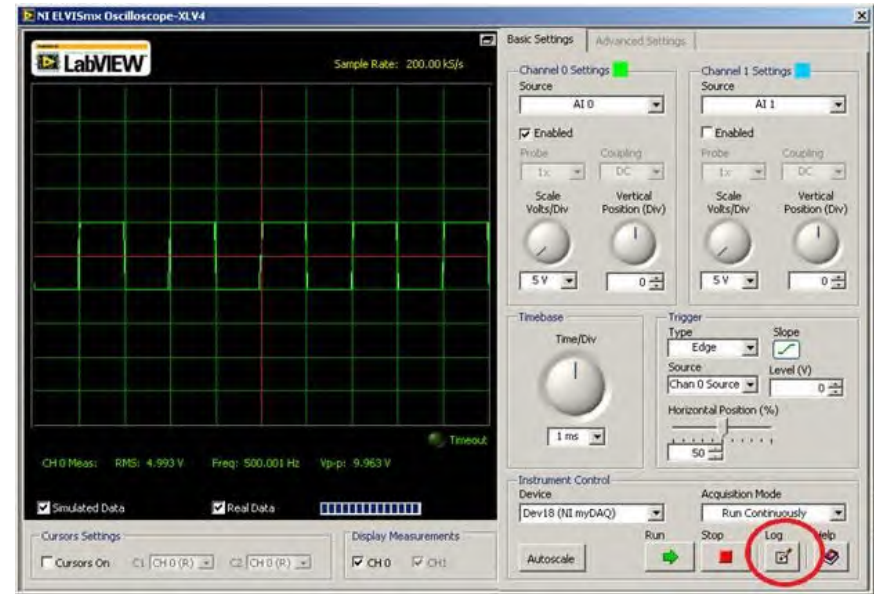 NI ELVISmx Oscilloscope-XLV4
LabVIEW
Sample Rate: 200.00 kS/s
Timeout
CH 0 Meas: RMS: 4.993 V Freq: 500.001 Hz Vp-p: 9.963 V
Simulated Data Real Data
Cursors Settings
Cursors On C1 CH 0 (R) C2 CH 0 (R)
Display Measurements
CH 0 CH1
Basic Settings Advanced Settings
Channel 0 Settings
Source
AI 0
Enabled
Probe Coupling
1x DC
Scale Vertical
Volts/Div Position (Div)
5 V 0
Channel 1 Settings
Source
AI 1
Enabled
Probe Coupling
1x DC
Scale Vertical
Volts/Div Position (Div)
5 V 0
Timebase
Time/Div
1 ms
Trigger
Type Slope
Edge
Source Level (V)
Chan 0 Source 0
Horizontal Position (%)
50
Instrument Control
Device Acquisition Mode
Dev18 (NI myDAQ) Run Continuously
Run Stop Log Help
Autoscale